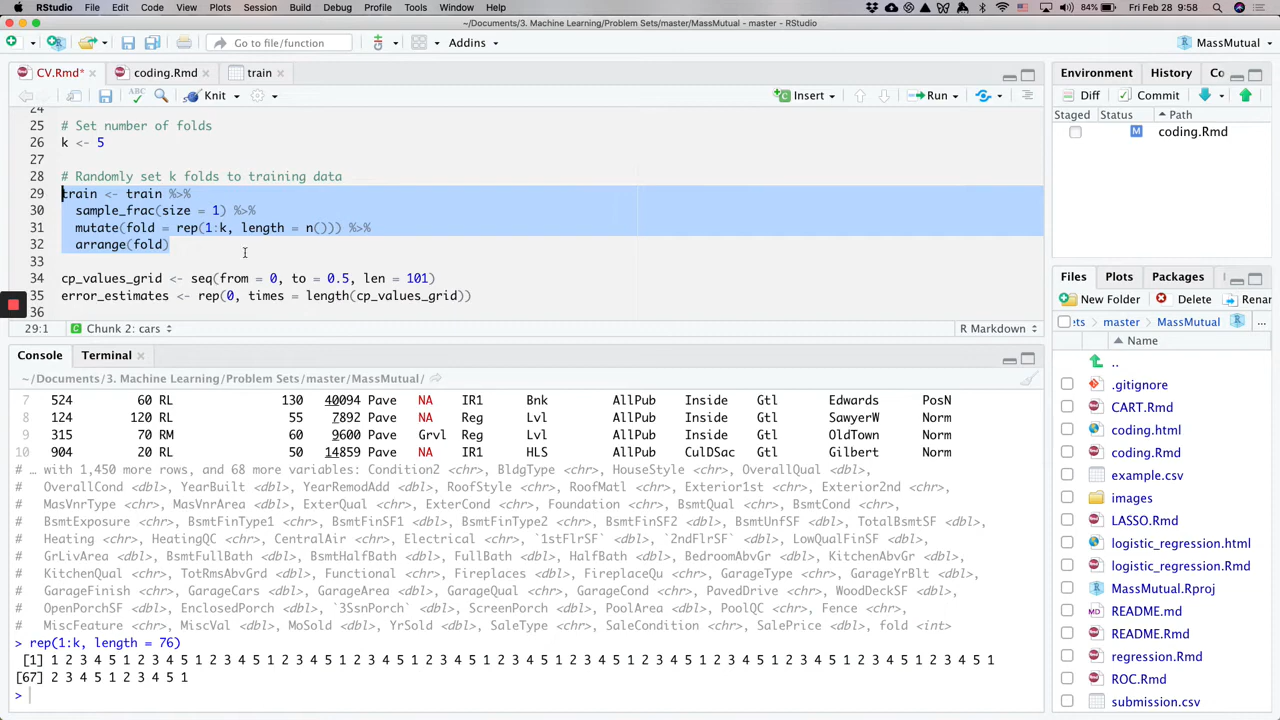 RStudio File Edit Code View Plots Session Build Debug Profile Tools Window Help 84% Fri Feb 28 9:58
~/Documents/3. Machine Learning/Problem Sets/master/MassMutual - master - RStudio
Go to file/function Addins MassMutual
CV.Rmd* coding.Rmd train
ABC Knit Insert Run
24
25 # Set number of folds
26 k <- 5
27
28 # Randomly set k folds to training data
29 train <- train %>%
30 sample_frac(size = 1) %>%
31 mutate(fold = rep(1:k, length = n())) %>%
32 arrange(fold)
33
34 cp_values_grid <- seq(from = 0, to = 0.5, len = 101)
35 error_estimates <- rep(0, times = length(cp_values_grid))
36
29:1 Chunk 2: cars R Markdown
Console Terminal
~/Documents/3. Machine Learning/Problem Sets/master/MassMutual/
7 524 60 RL 130 40094 Pave NA IR1 Bnk AllPub Inside Gtl Edwards PosN
8 124 120 RL 55 7892 Pave NA IR1 Reg Lvl AllPub Inside Gtl SawyerW Norm
9 315 70 RM 60 9600 Pave Grvl Reg Lvl AllPub Inside Gtl OldTown Norm
10 904 20 RL 50 14859 Pave NA IR1 HLS AllPub CulDSac Gtl Gilbert Norm
# … with 1,450 more rows, and 68 more variables: Condition2 <chr>, BldgType <chr>, HouseStyle <chr>, OverallQual <dbl>,
# OverallCond <dbl>, YearBuilt <dbl>, YearRemodAdd <dbl>, RoofStyle <chr>, RoofMatl <chr>, Exterior1st <chr>, Exterior2nd <chr>,
# MasVnrType <chr>, MasVnrArea <dbl>, ExterQual <chr>, ExterCond <chr>, Foundation <chr>, BsmtQual <chr>, BsmtCond <chr>,
# BsmtExposure <chr>, BsmtFinType1 <chr>, BsmtFinSF1 <dbl>, BsmtFinType2 <chr>, BsmtFinSF2 <dbl>, BsmtUnfSF <dbl>, TotalBsmtSF <dbl>,
# Heating <chr>, HeatingQC <chr>, CentralAir <chr>, Electrical <chr>, `1stFlrSF` <dbl>, `2ndFlrSF` <dbl>, LowQualFinSF <dbl>,
# GrLivArea <dbl>, BsmtFullBath <dbl>, BsmtHalfBath <dbl>, FullBath <dbl>, HalfBath <dbl>, BedroomAbvGr <dbl>, KitchenAbvGr <dbl>,
# KitchenQual <chr>, TotRmsAbvGrd <dbl>, Functional <chr>, Fireplaces <dbl>, FireplaceQu <chr>, GarageType <chr>, GarageYrBlt <dbl>,
# GarageFinish <chr>, GarageCars <dbl>, GarageArea <dbl>, GarageQual <chr>, GarageCond <chr>, PavedDrive <chr>, WoodDeckSF <dbl>,
# OpenPorchSF <dbl>, EnclosedPorch <dbl>, `3SsnPorch` <dbl>, ScreenPorch <dbl>, PoolArea <dbl>, PoolQC <chr>, Fence <chr>,
# MiscFeature <chr>, MiscVal <dbl>, MoSold <dbl>, YrSold <dbl>, SaleType <chr>, SaleCondition <chr>, SalePrice <dbl>, fold <int>
> rep(1:k, length = 76)
[1] 1 2 3 4 5 1 2 3 4 5 1 2 3 4 5 1 2 3 4 5 1 2 3 4 5 1 2 3 4 5 1 2 3 4 5 1 2 3 4 5 1 2 3 4 5 1 2 3 4 5 1 2 3 4 5 1 2 3 4 5 1 2 3 4 5 1
[67] 2 3 4 5 1 2 3 4 5 1
>
Environment History Co
Diff Commit
Staged Status Path
M coding.Rmd
Files Plots Packages
New Folder Delete Renar
ets master MassMutual ...
Name
..
.gitignore
CART.Rmd
coding.html
coding.Rmd
example.csv
images
LASSO.Rmd
logistic_regression.html
logistic_regression.Rmd
MassMutual.Rproj
README.md
README.Rmd
regression.Rmd
ROC.Rmd
submission.csv